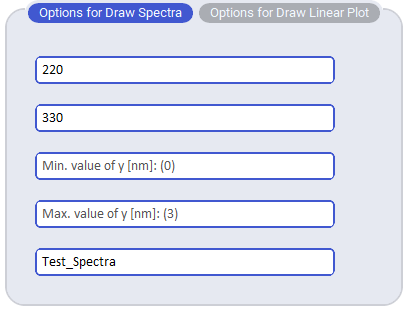 Options for Draw Spectra Options for Draw Linear Plot
220
330
Min. value of y [nm]: (0)
Max. value of y [nm]: (3)
Test_Spectra